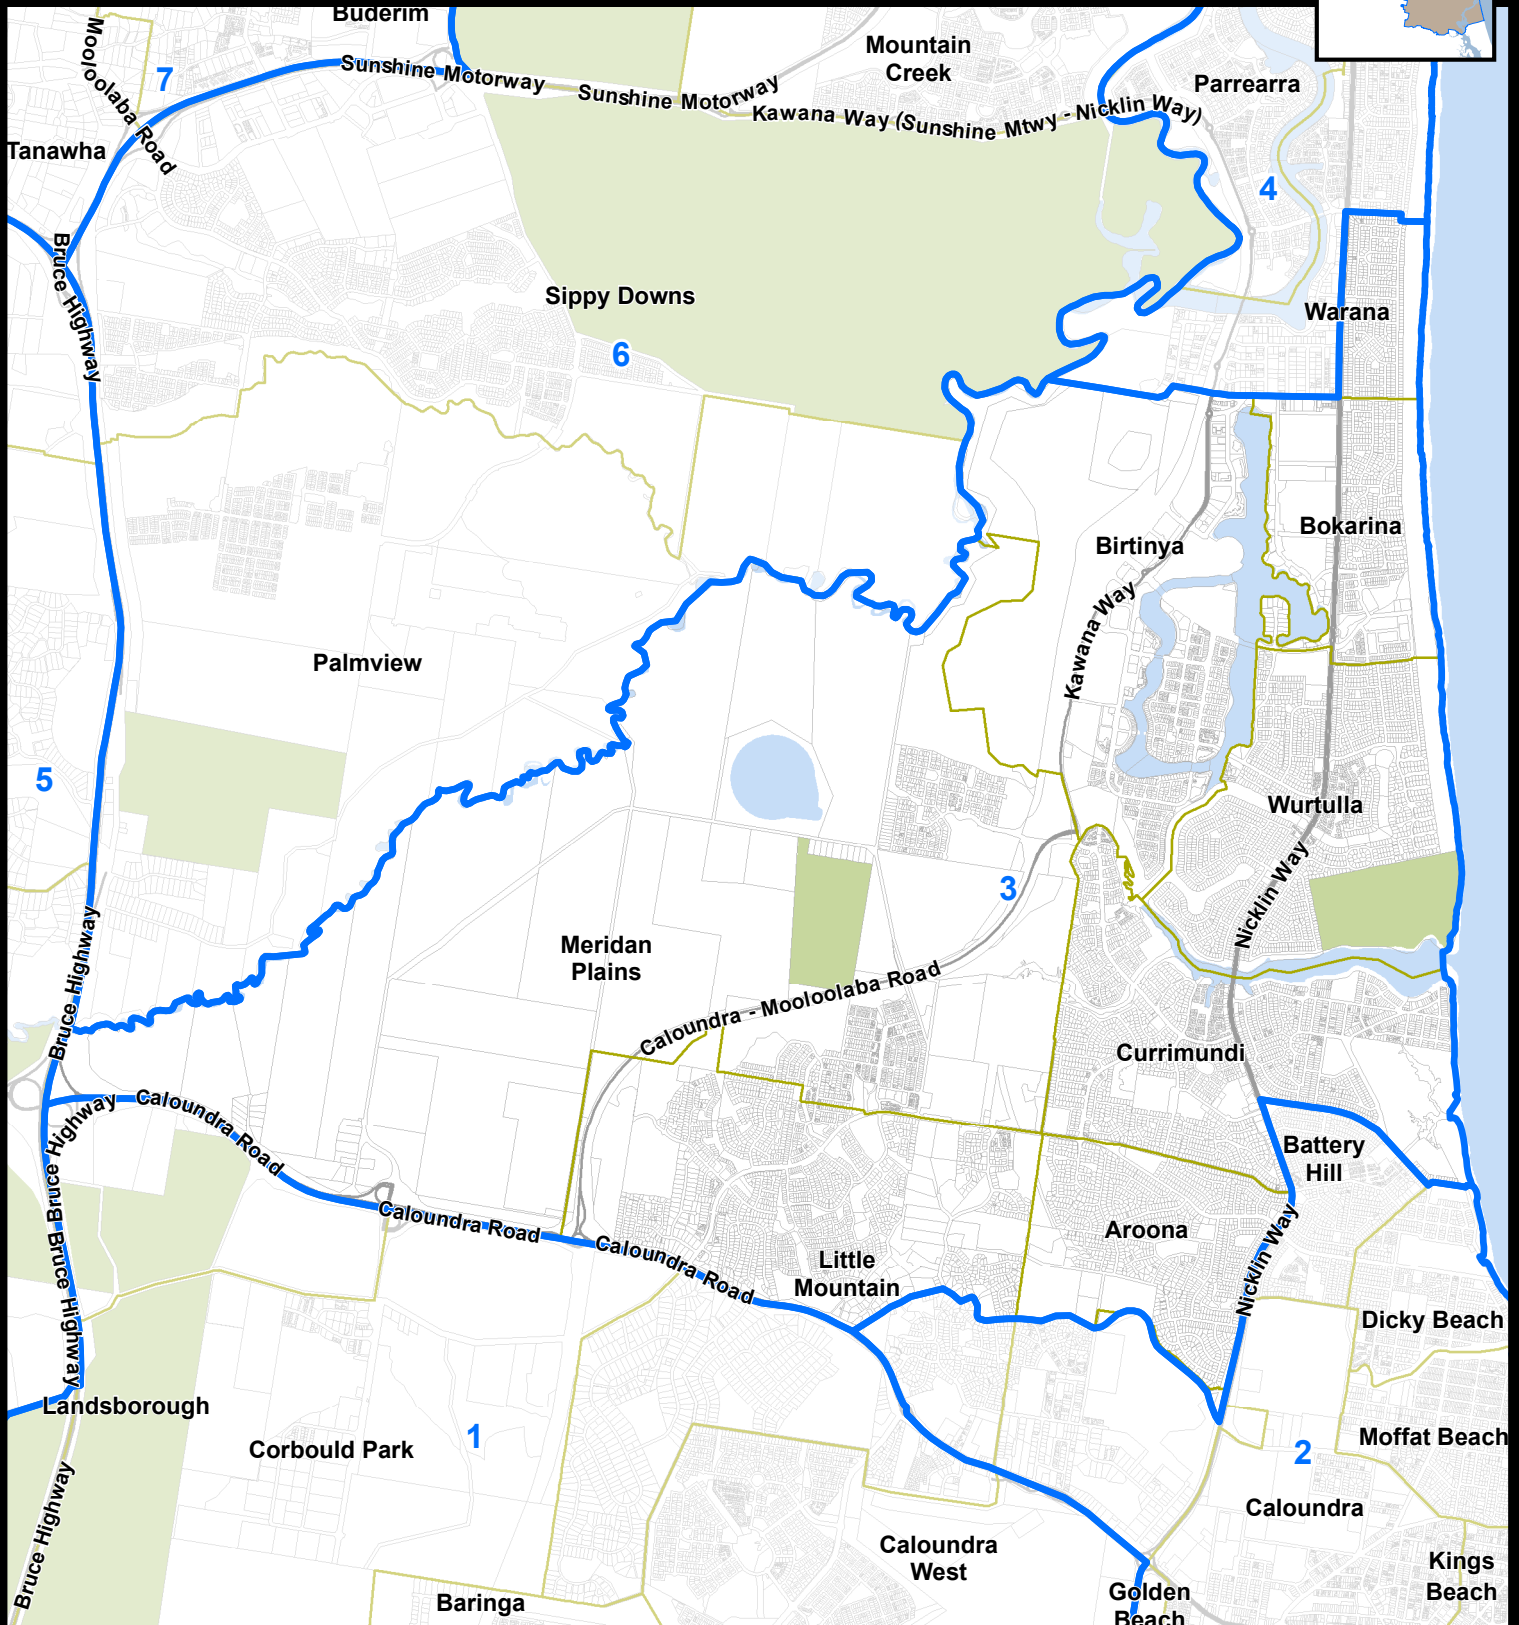 Buderim
Mooloolaba Road
7
Sunshine Motorway
Sunshine Motorway
Mountain
Creek
Kawana Way (Sunshine Mtwy - Nicklin Way)
Parrearra
Tanawha
4
Bruce Highway
Sippy Downs
Warana
6
Bokarina
Birtinya
Kawana Way
Palmview
5
Wurtulla
Nicklin Way
3
Bruce Highway
Meridan
Plains
Caloundra - Mooloolaba Road
Currimundi
Caloundra Road
Bruce Highway
Battery
Hill
Bruce
Caloundra Road
Aroona
Caloundra Road
Little
Mountain
Nicklin Way
Bruce Highway
Dicky Beach
Landsborough
Corbould Park
1
2
Moffat Beach
Caloundra
Bruce Highway
Caloundra
West
Kings
Beach
Golden
Beach
Baringa